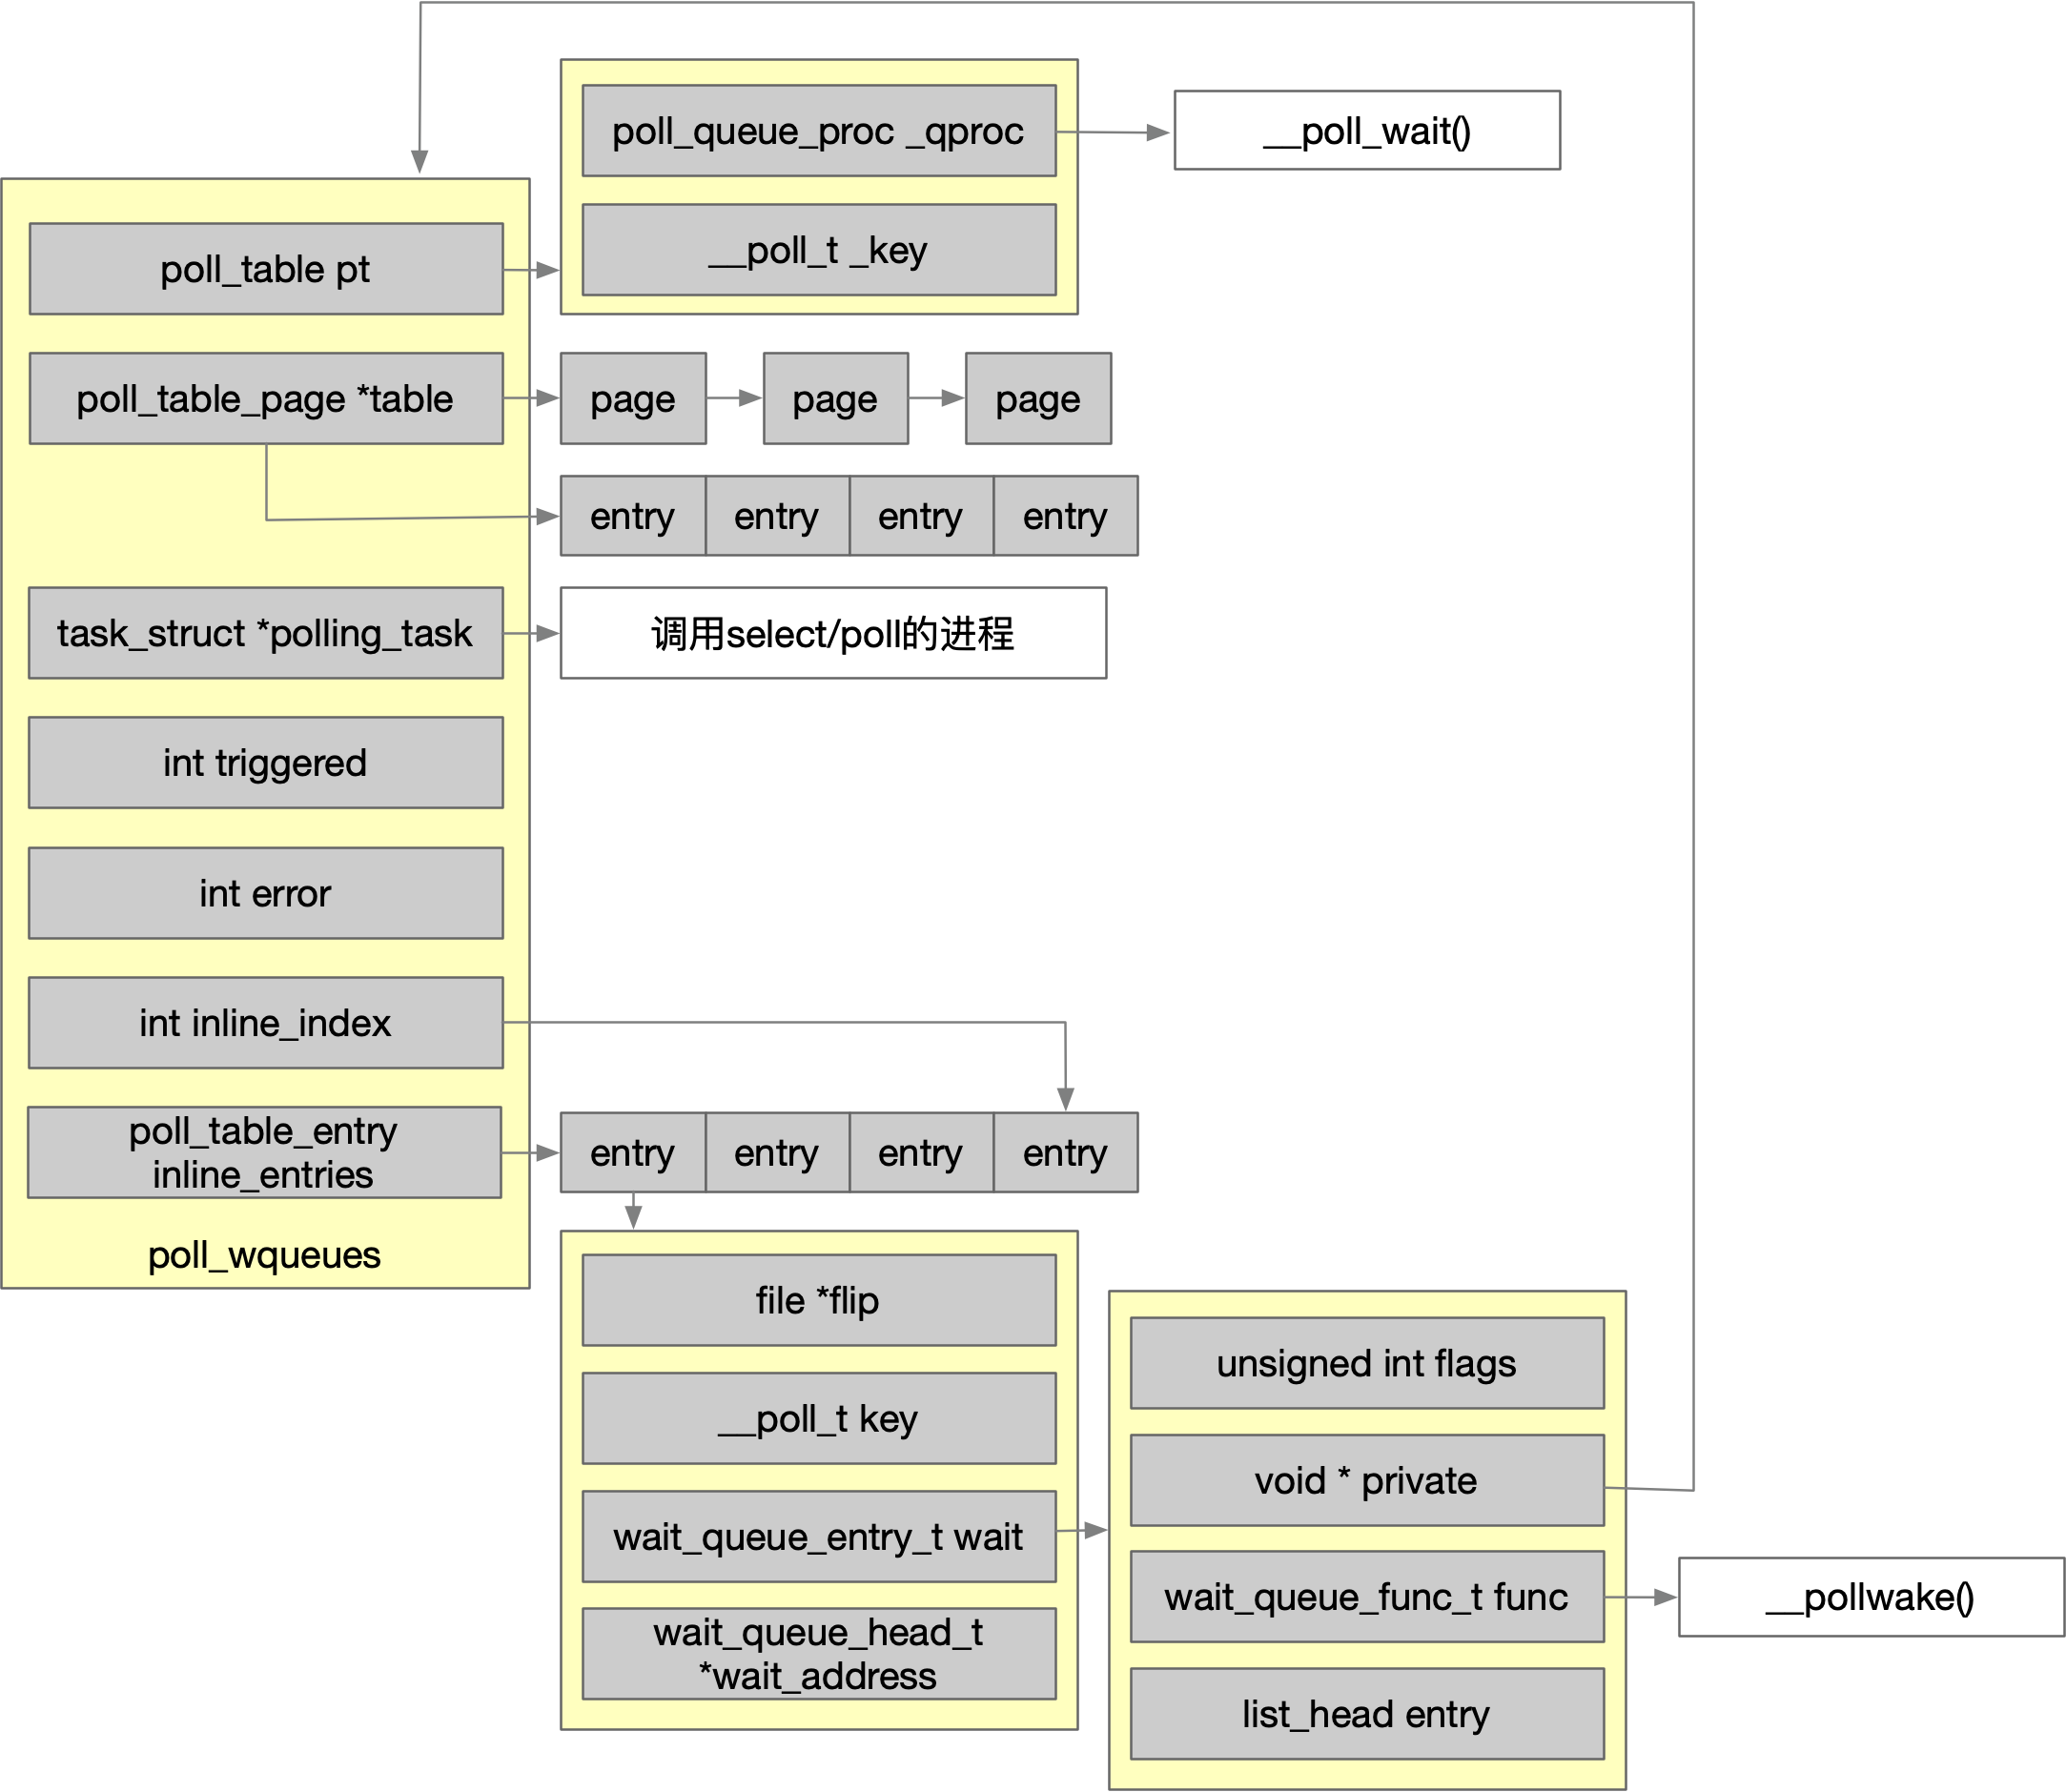 poll_queue_proc _qproc
__poll_wait()
__poll_t _key
poll_table pt
poll_table_page *table
page
page
page
entry
entry
entry
entry
task_struct *polling_task
调用select/poll的进程
int triggered
int error
int inline_index
poll_table_entry
inline_entries
entry
entry
entry
entry
poll_wqueues
file *flip
__poll_t key
wait_queue_entry_t wait
wait_queue_head_t
*wait_address
unsigned int flags
void * private
wait_queue_func_t func
__pollwake()
list_head entry